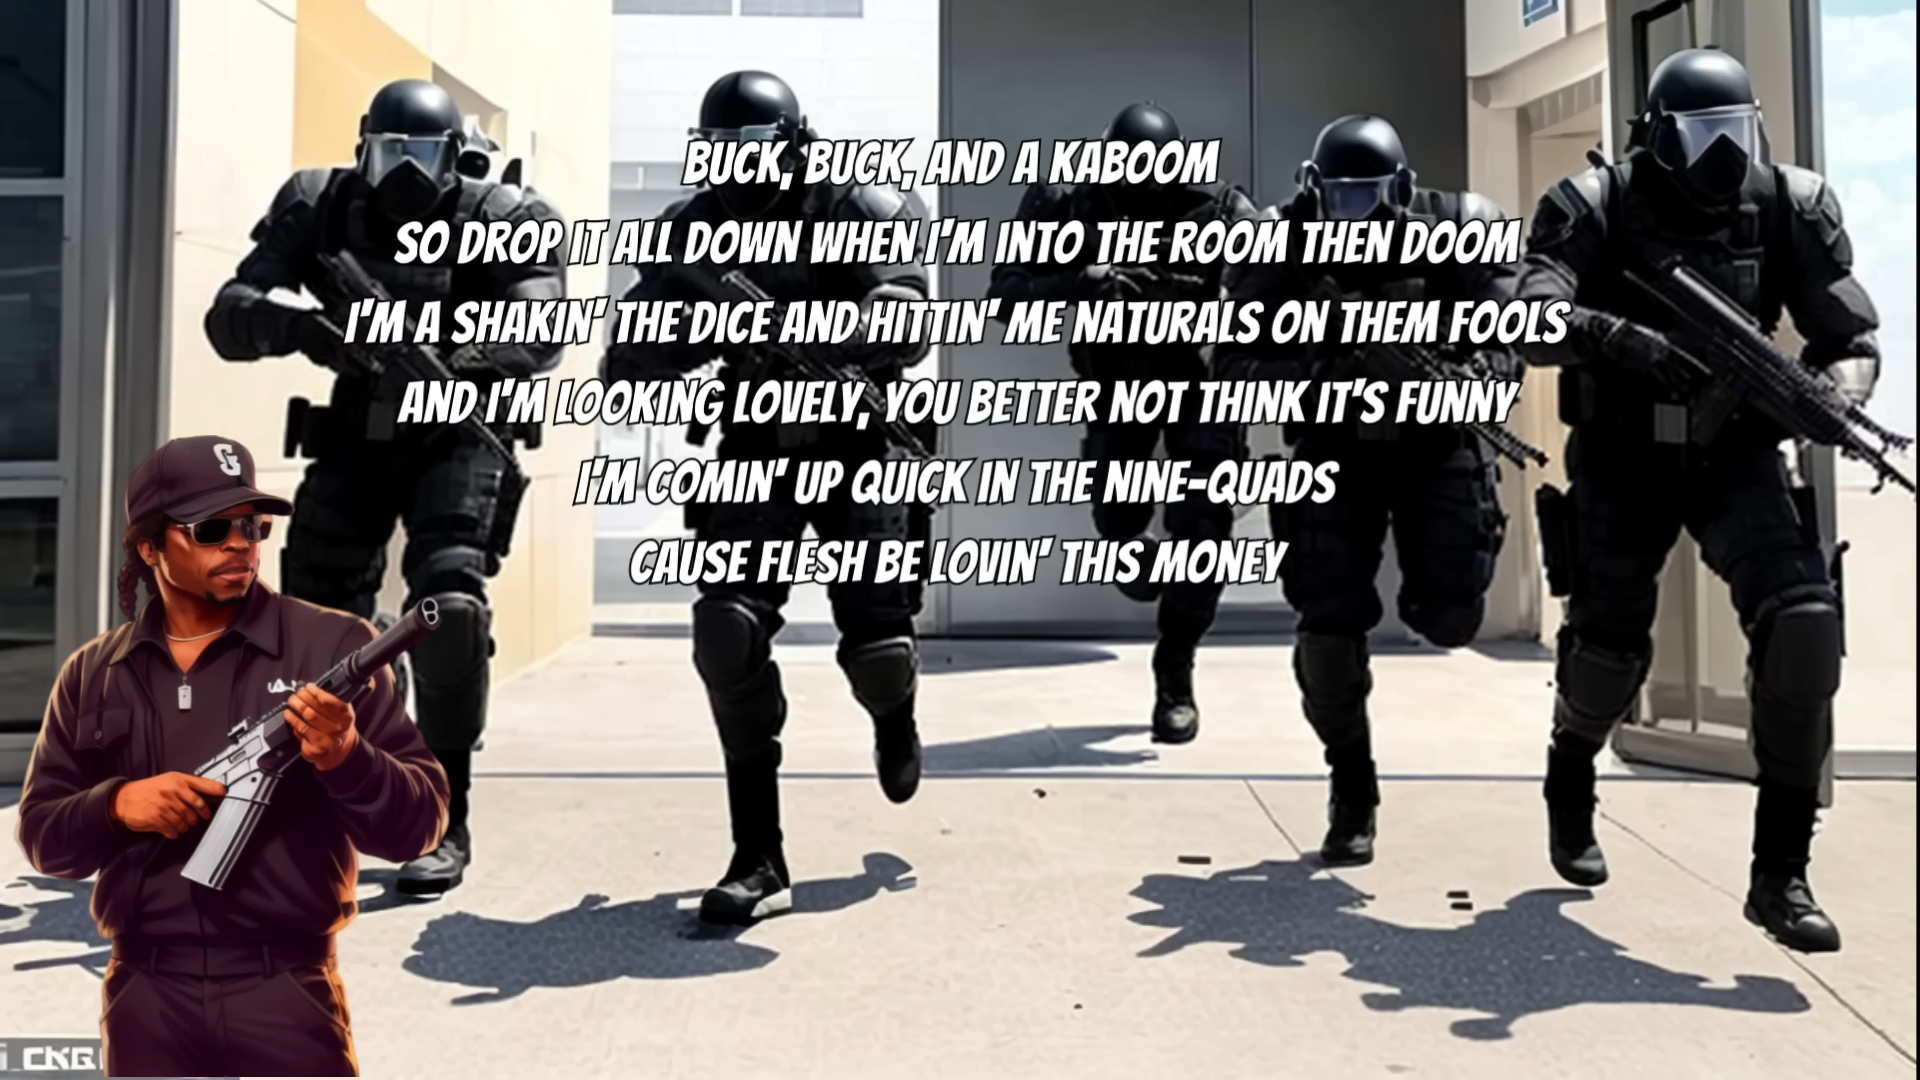 BUCK, BUCK, AND A KABOOM
SO DROP IT ALL DOWN WHEN I'M INTO THE ROOM THEN DOOM
I'M A SHAKIN' THE DICE AND HITTIN' ME NATURALS ON THEM FOOLS
AND I'M LOOKING LOVELY, YOU BETTER NOT THINK IT'S FUNNY
I'M COMIN' UP QUICK IN THE NINE-QUADS
CAUSE FLESH BE LOVIN' THIS MONEY